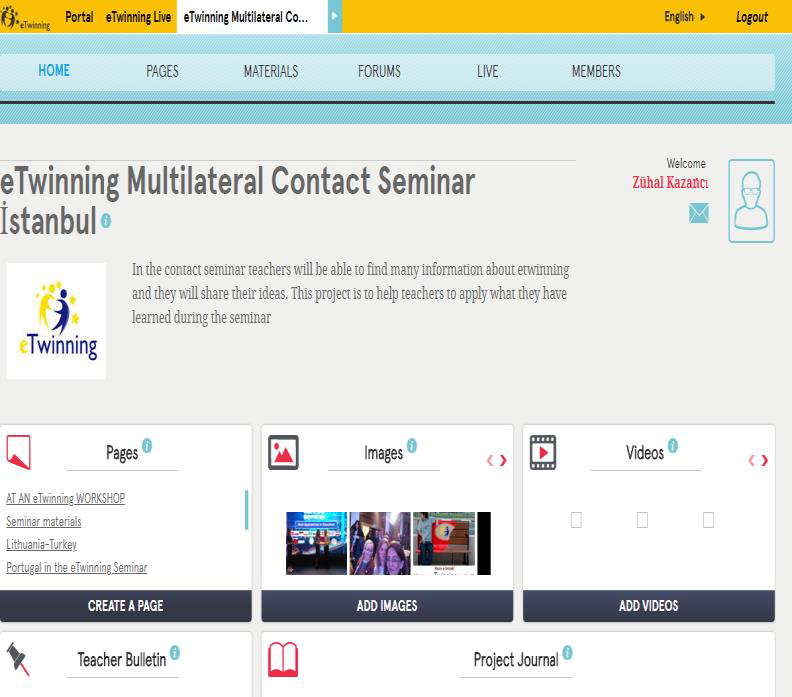 eTwinning
Portal
eTwinning Live
eTwinning Multilateral Co...
English
Logout
HOME
PAGES
MATERIALS
FORUMS
LIVE
MEMBERS
eTwinning Multilateral Contact Seminar
İstanbul
Welcome
Zühal Kazancı
In the contact seminar teachers will be able to find many information about etwinning
and they will share their ideas. This project is to help teachers to apply what they have
learned during the seminar
eTwinning
Pages
AT AN eTwinning WORKSHOP
Seminar materials
Lithuania-Turkey
Portugal in the eTwinning Seminar
CREATE A PAGE
Images
ADD IMAGES
Videos
ADD VIDEOS
Teacher Bulletin
Project Journal